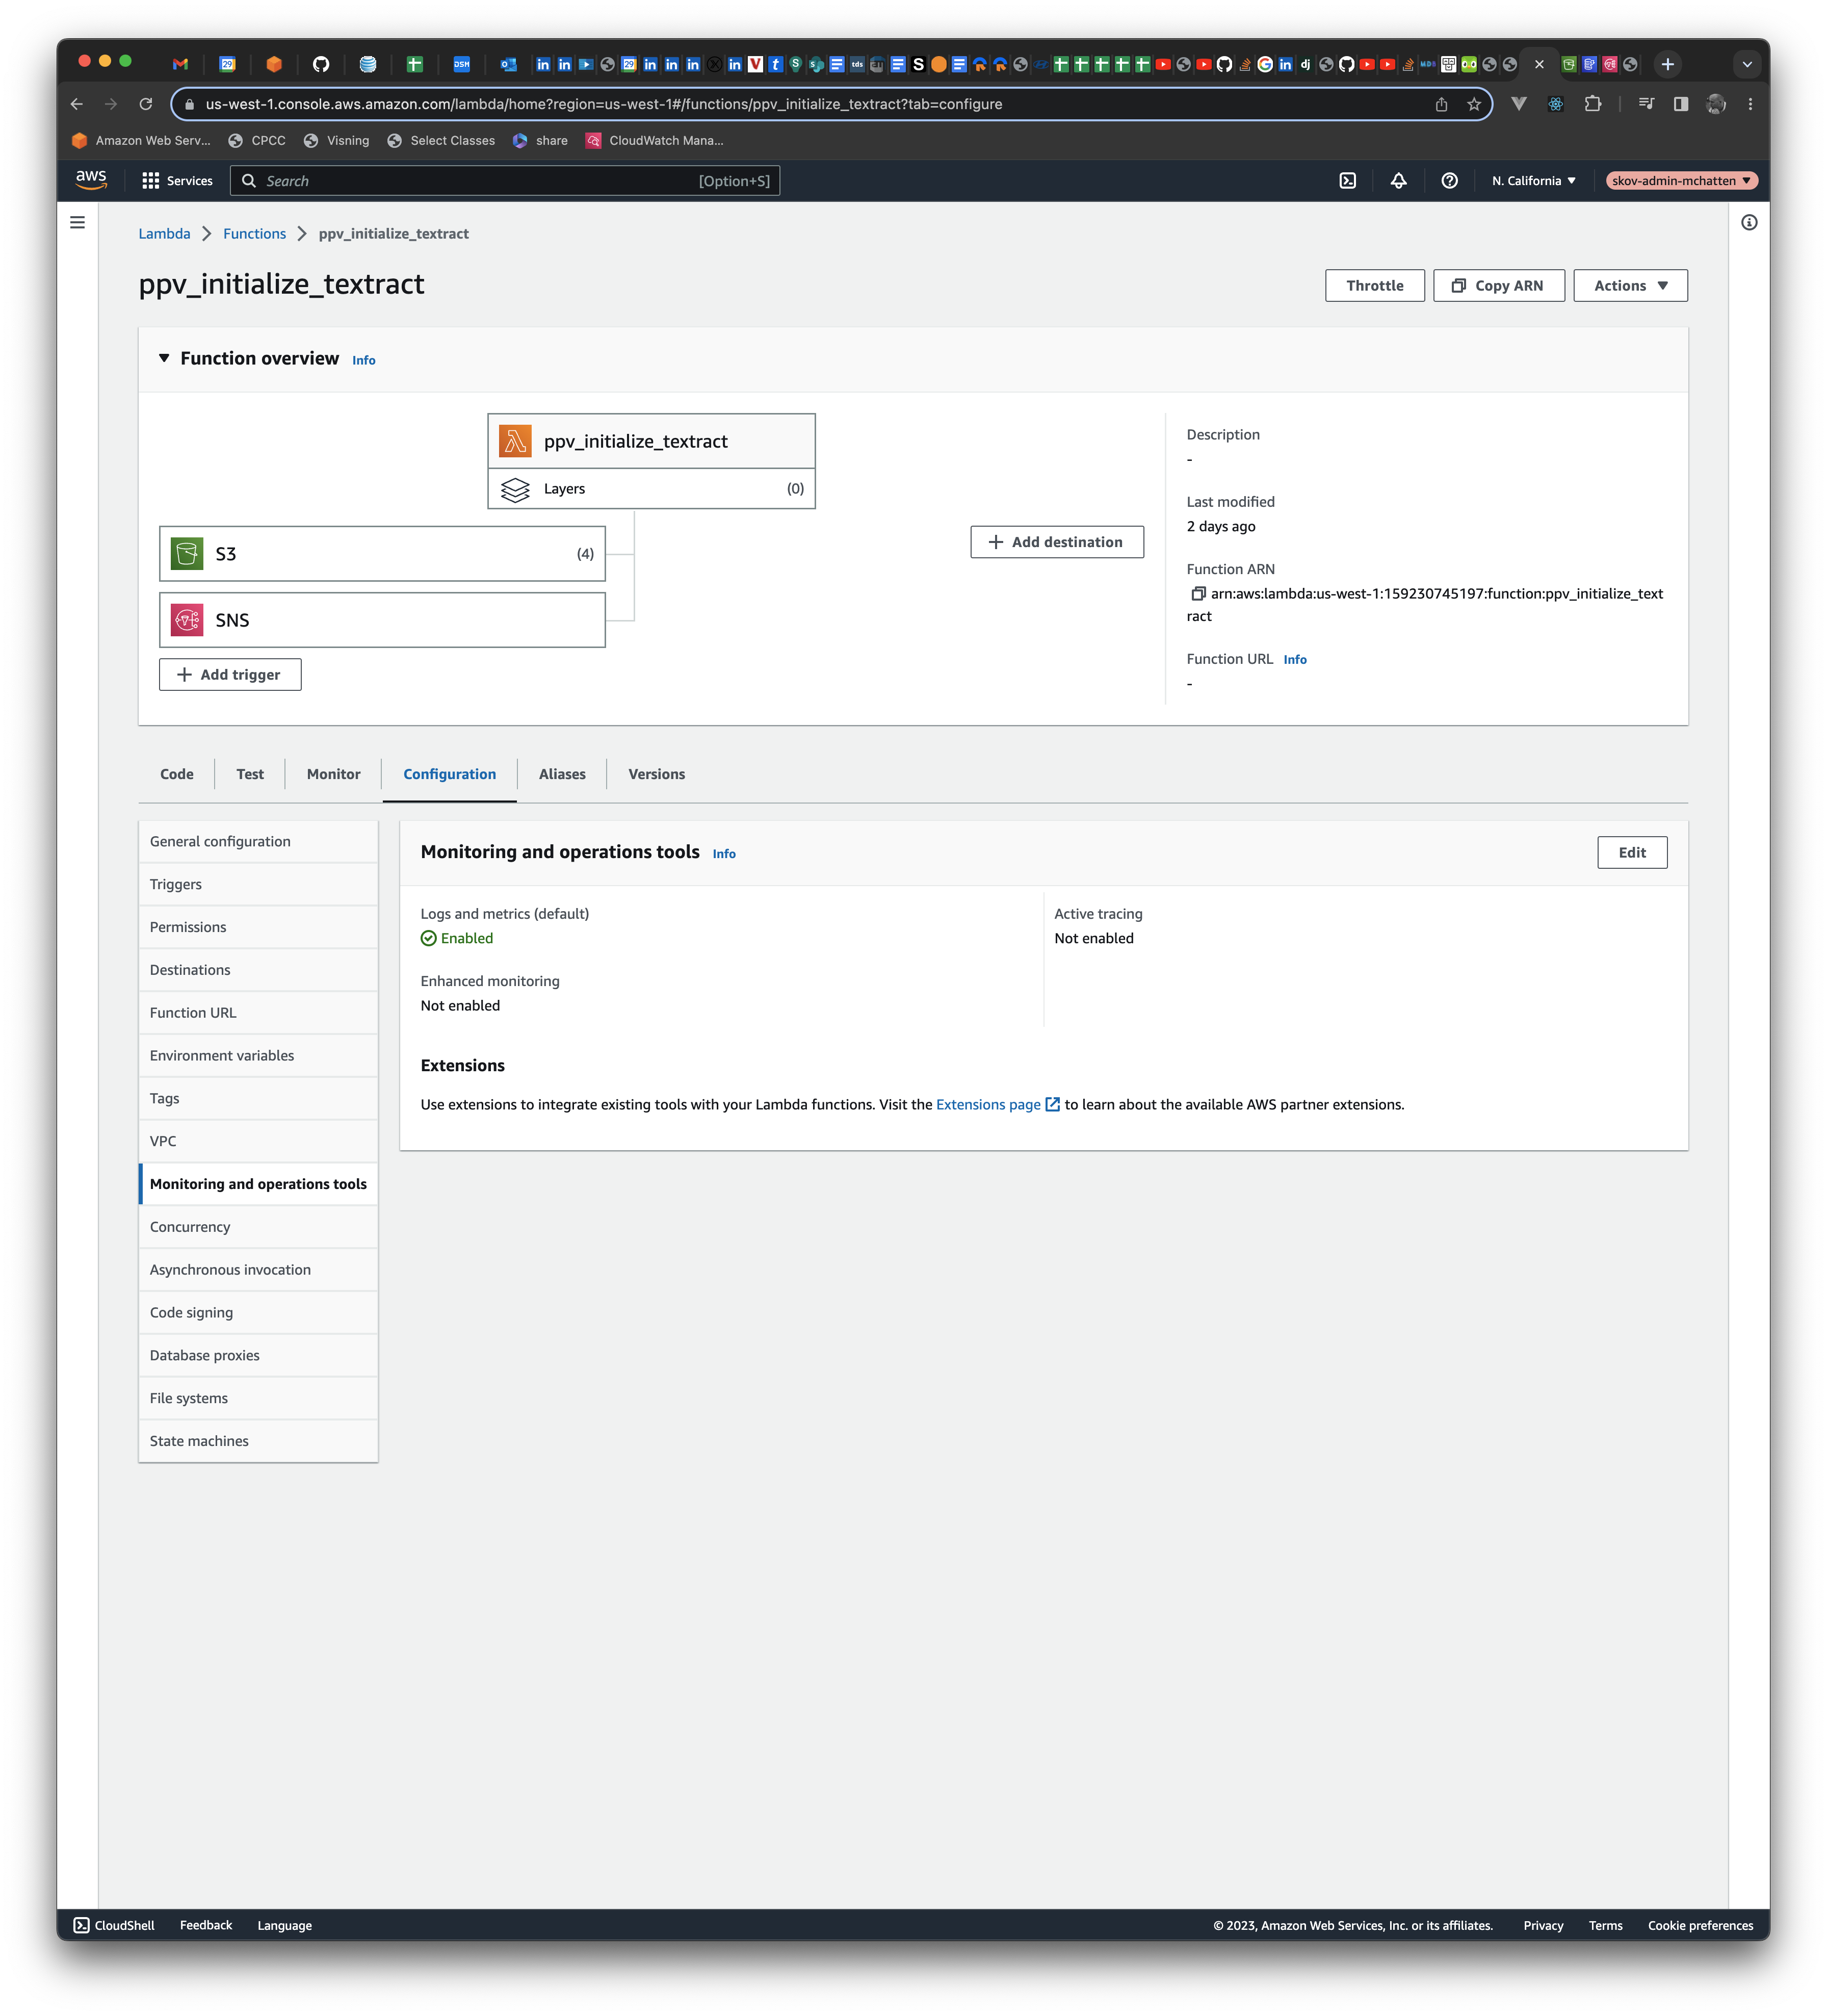 us-west-1.console.aws.amazon.com/lambda/home?region=us-west-1#/functions/ppv_initialize_textract?tab=configure
Amazon Web Serv...
CPCC
Visning
Select Classes
share
CloudWatch Mana...
aws
Services
Search
[Option+S]
N. California
skov-admin-mchatten
Lambda
Functions
ppv_initialize_textract
ppv_initialize_textract
Throttle
Copy ARN
Actions
Function overview
Info
ppv_initialize_textract
Layers
(0)
S3
(4)
SNS
Add trigger
Add destination
Description
-
Last modified
2 days ago
Function ARN
arn:aws:lambda:us-west-1:159230745197:function:ppv_initialize_text
ract
Function URL Info
-
Code
Test
Monitor
Configuration
Aliases
Versions
General configuration
Triggers
Permissions
Destinations
Function URL
Environment variables
Tags
VPC
Monitoring and operations tools
Concurrency
Asynchronous invocation
Code signing
Database proxies
File systems
State machines
Monitoring and operations tools
Info
Edit
Logs and metrics (default)
Enabled
Enhanced monitoring
Not enabled
Active tracing
Not enabled
Extensions
Use extensions to integrate existing tools with your Lambda functions. Visit the Extensions page to learn about the available AWS partner extensions.
CloudShell
Feedback
Language
© 2023, Amazon Web Services, Inc. or its affiliates.
Privacy
Terms
Cookie preferences